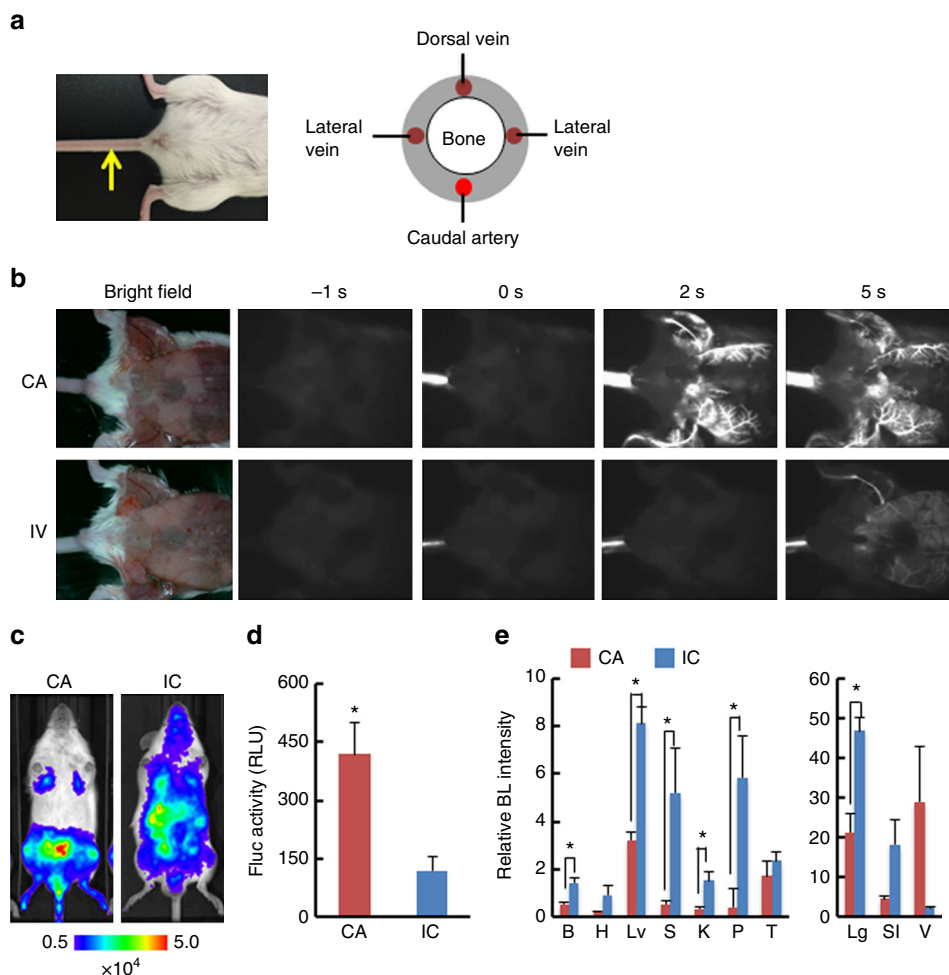 a
Dorsal vein
Lateral vein
Bone
Lateral vein
Caudal artery
b
Bright field
–1 s
0 s
2 s
5 s
CA
IV
c
CA
IC
0.5
5.0
×10⁴
d
Fluc activity (RLU)
600
450
300
150
0
*
CA
IC
e
CA
IC
Relative BL intensity
10
8
6
4
2
0
*
*
*
*
*
B
H
Lv
S
K
P
T
60
50
40
30
20
10
0
*
Lg
SI
V